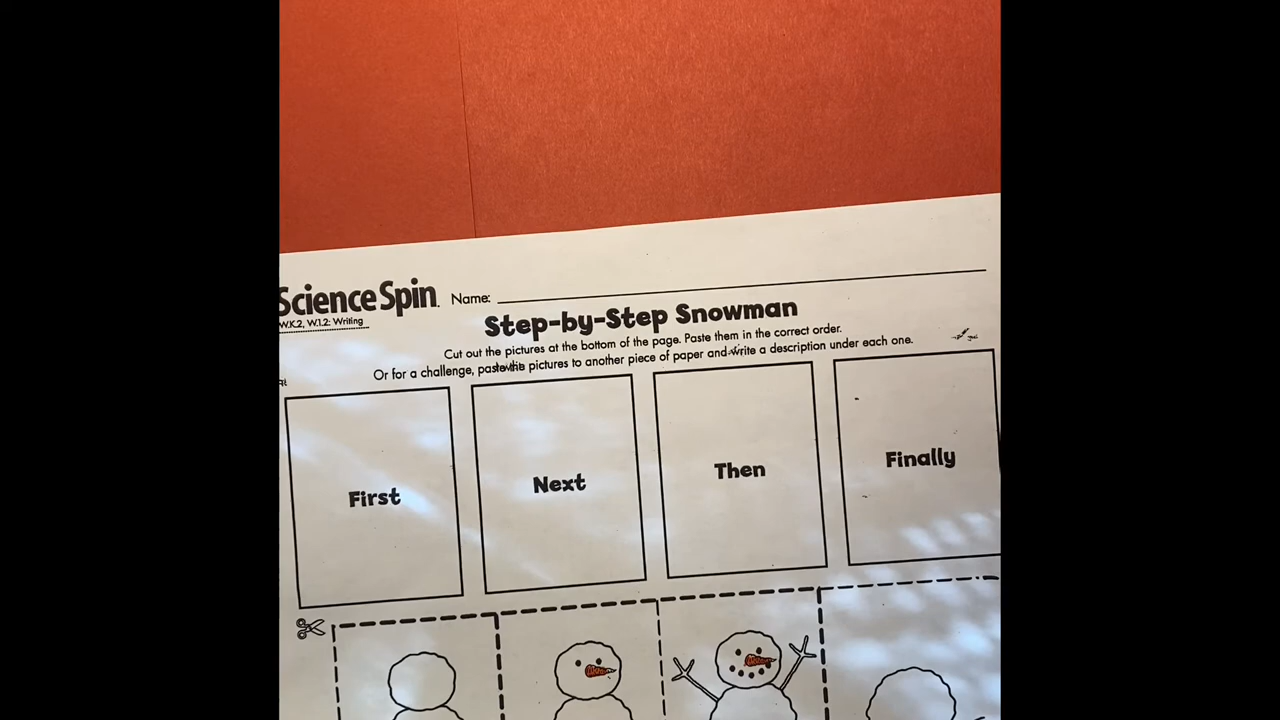 Science Spin. Name:
W.K.2, W.1.2: Writing
Step-by-Step Snowman
Cut out the pictures at the bottom of the page. Paste them in the correct order.
Or for a challenge, paste the pictures to another piece of paper and write a description under each one.
First
Next
Then
Finally